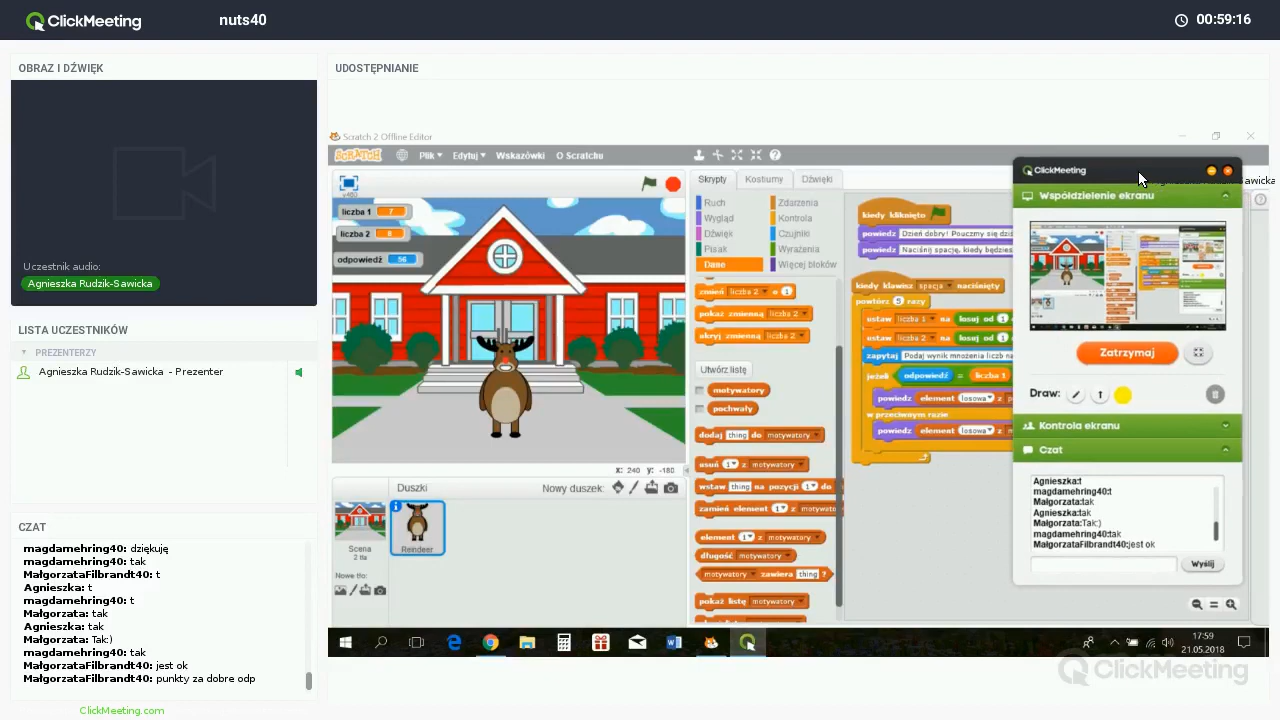 ClickMeeting
nuts40
00:59:16
OBRAZ I DŹWIĘK
Uczestnik audio:
Agnieszka Rudzik-Sawicka
LISTA UCZESTNIKÓW
PREZENTERZY
Agnieszka Rudzik-Sawicka - Prezenter
CZAT
magdamehring40: dziękuję
magdamehring40: tak
MałgorzataFilbrandt40: t
Agnieszka: t
magdamehring40: t
Małgorzata: tak
Agnieszka: tak
Małgorzata: Tak:)
magdamehring40: tak
MałgorzataFilbrandt40: jest ok
MałgorzataFilbrandt40: punkty za dobre odp
ClickMeeting.com
UDOSTĘPNIANIE
Scratch 2 Offline Editor
SCRATCH
Plik
Edytuj
Wskazówki
O Scratchu
v460
liczba 1 7
liczba 2 8
odpowiedź 56
x: 240 y: -180
Duszki
Nowy duszek:
Scena
2 tła
Nowe tło:
Reindeer
Skrypty
Kostiumy
Dźwięki
Ruch
Wygląd
Dźwięk
Pisak
Dane
Zdarzenia
Kontrola
Czujniki
Wyrażenia
Więcej bloków
zmień liczba 2 o 1
pokaż zmienną liczba 2
ukryj zmienną liczba 2
Utwórz listę
motywatory
pochwały
dodaj thing do motywatory
usuń 1 z motywatory
wstaw thing na pozycji 1 do
zamień element 1 z
element 1 z motywatory
długość motywatory
motywatory zawiera thing ?
pokaż listę motywatory
kiedy kliknięto
powiedz Dzień dobry! Pouczmy się
powiedz Naciśnij spację, kiedy będziesz
kiedy klawisz spacja naciśnięty
powtórz 5 razy
ustaw liczba 1 na losuj od 1
ustaw liczba 2 na losuj od 1
zapytaj Podaj wynik mnożenia liczb
jeżeli odpowiedź = liczba 1
powiedz element losowa z
w przeciwnym razie
powiedz element losowa z
ClickMeeting
Współdzielenie ekranu
Zatrzymaj
Draw:
Kontrola ekranu
Czat
Agnieszka:t
magdamehring40:t
Małgorzata:tak
Agnieszka:tak
Małgorzata:Tak:)
magdamehring40:tak
MałgorzataFilbrandt40:jest ok
Wyślij
17:59
21.05.2018
ClickMeeting